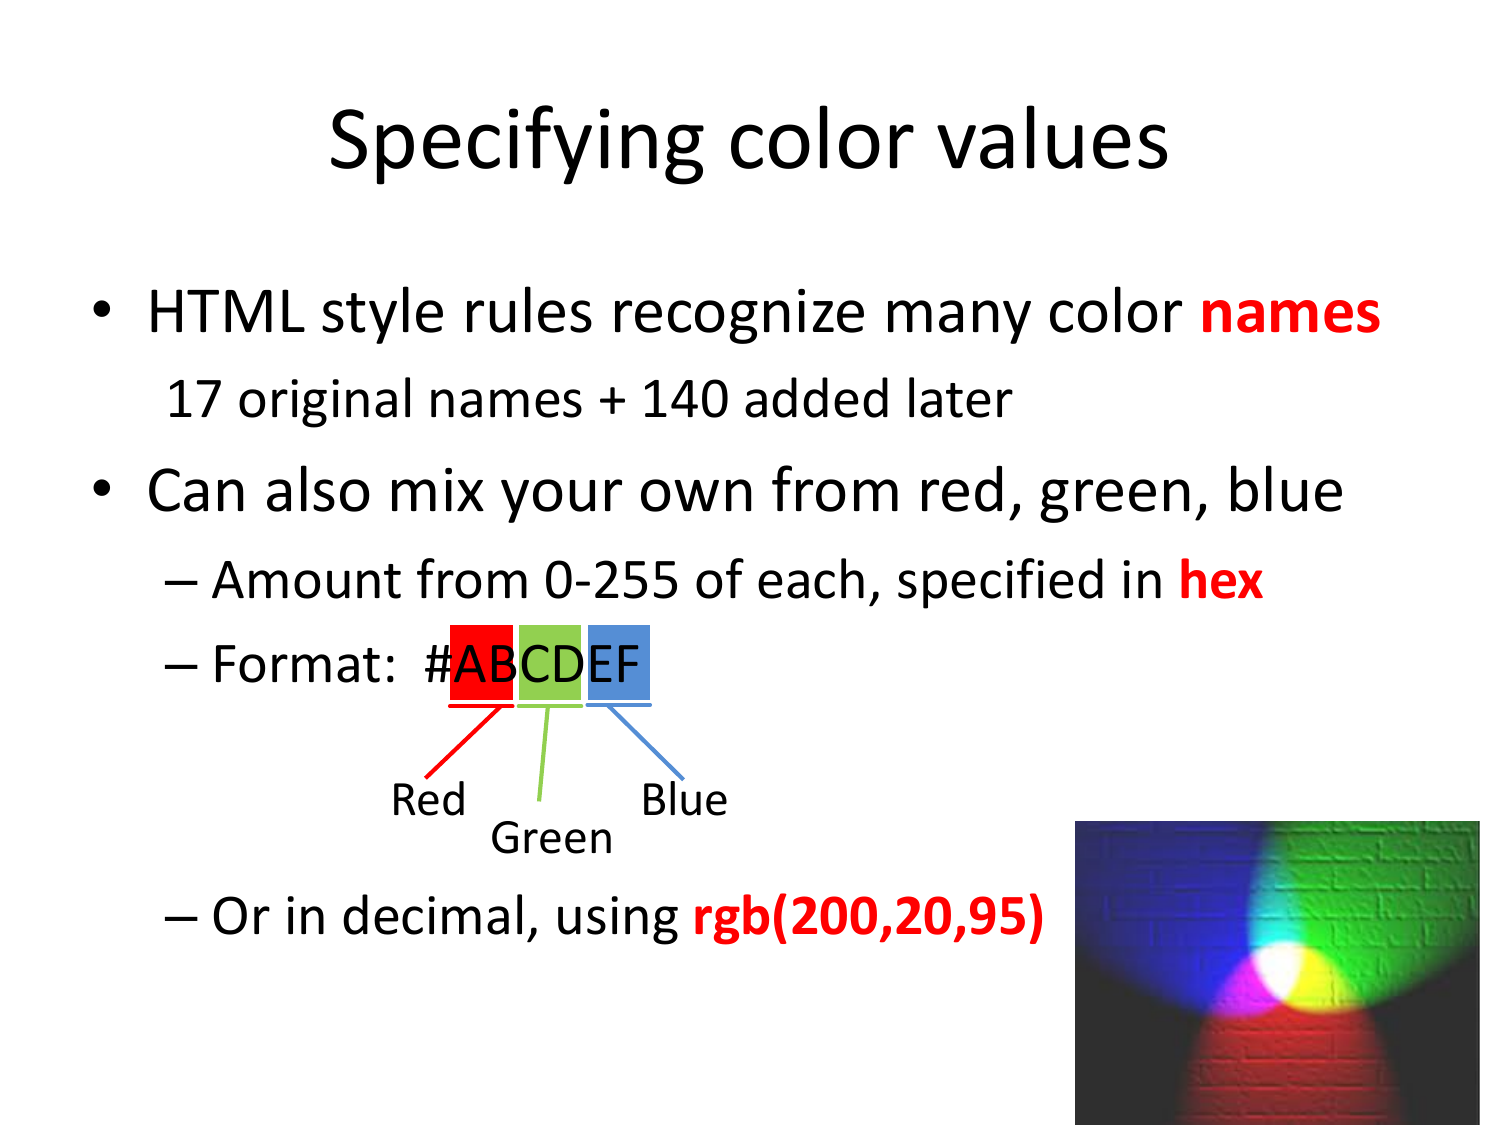 Specifying color values
• HTML style rules recognize many color names
17 original names + 140 added later
• Can also mix your own from red, green, blue
– Amount from 0-255 of each, specified in hex
– Format: #ABCDEF
Red
Blue
Green
– Or in decimal, using rgb(200,20,95)